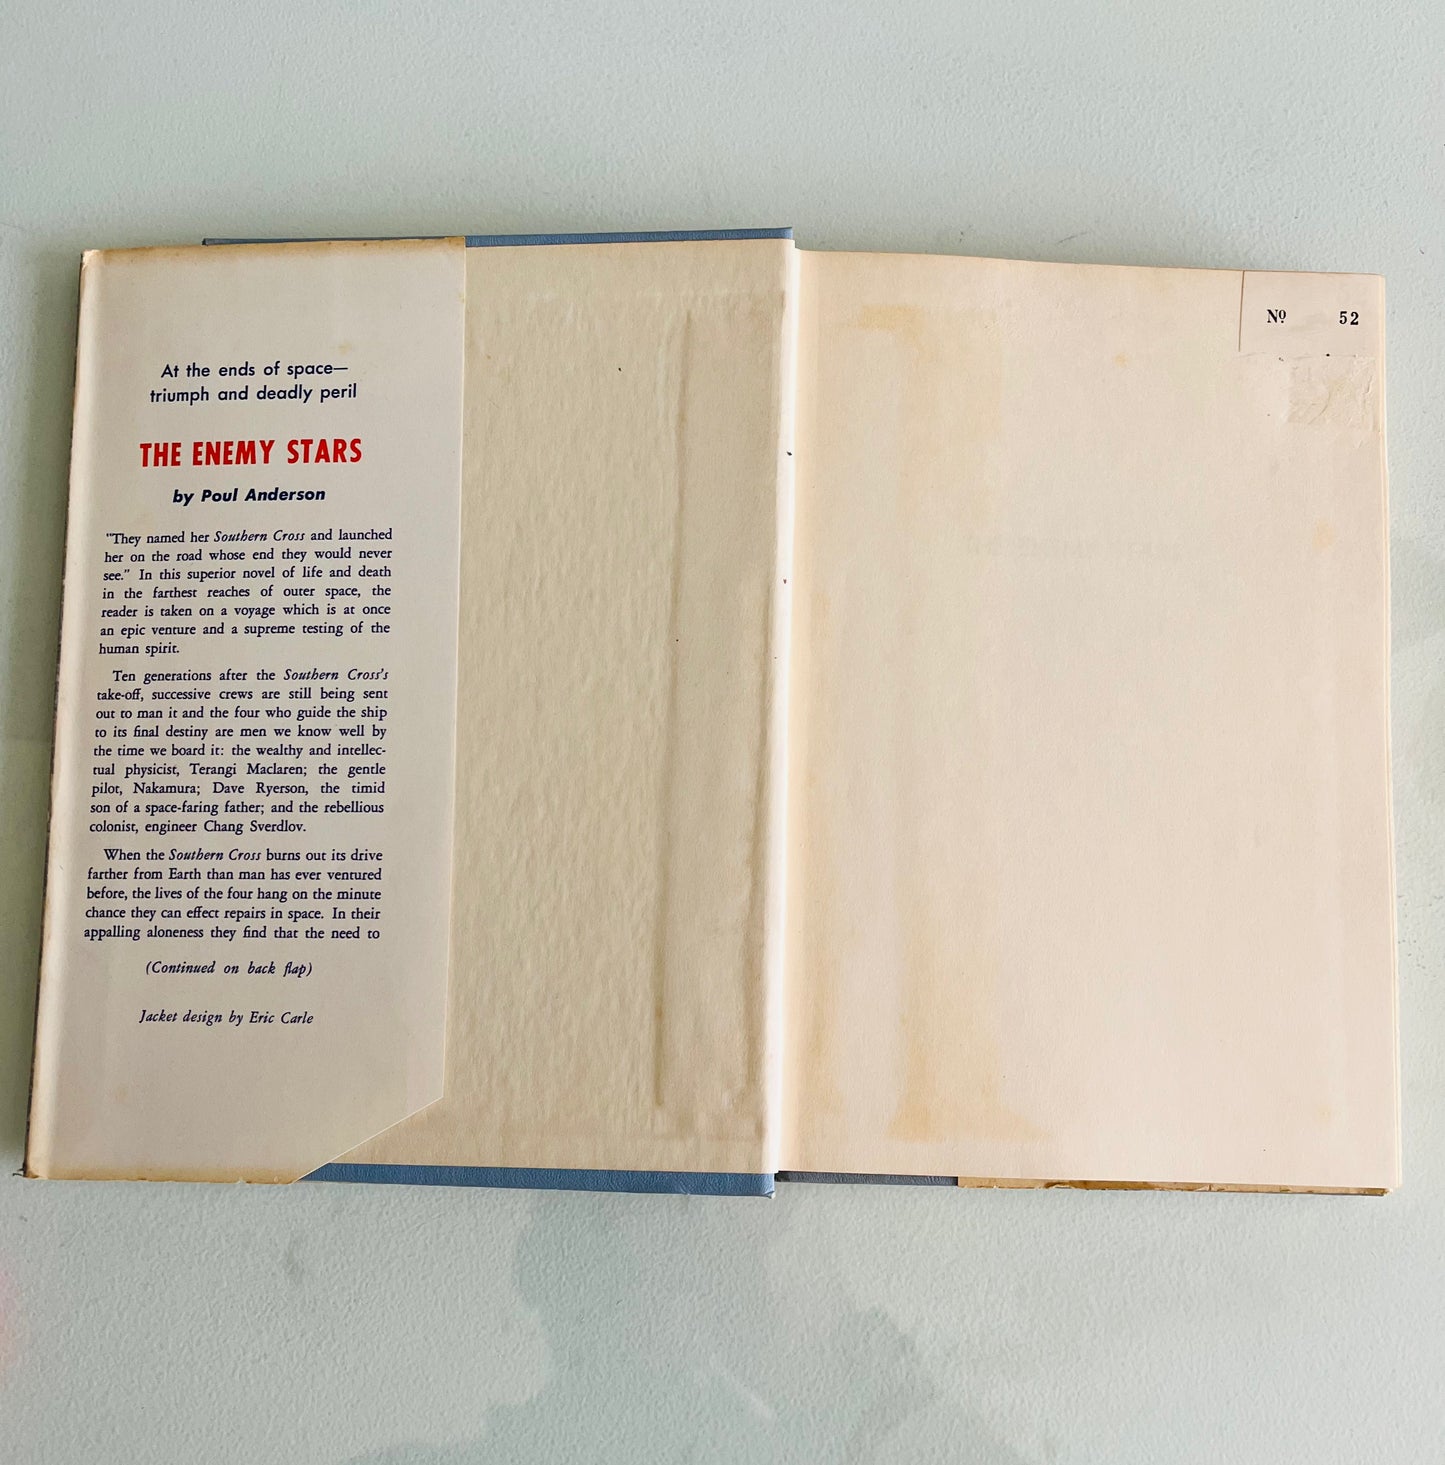 At the ends of space—
triumph and deadly peril
THE ENEMY STARS
by Poul Anderson
"They named her Southern Cross and launched
her on the road whose end they would never
see." In this superior novel of life and death
in the farthest reaches of outer space, the
reader is taken on a voyage which is at once
an epic venture and a supreme testing of the
human spirit.
Ten generations after the Southern Cross's
take-off, successive crews are still being sent
out to man it and the four who guide the ship
to its final destiny are men we know well by
the time we board it: the wealthy and intellec-
tual physicist, Terangi Maclaren; the gentle
pilot, Nakamura; Dave Ryerson, the timid
son of a space-faring father; and the rebellious
colonist, engineer Chang Sverdlov.
When the Southern Cross burns out its drive
farther from Earth than man has ever ventured
before, the lives of the four hang on the minute
chance they can effect repairs in space. In their
appalling aloneness they find that the need to
(Continued on back flap)
Jacket design by Eric Carle
Nº 52